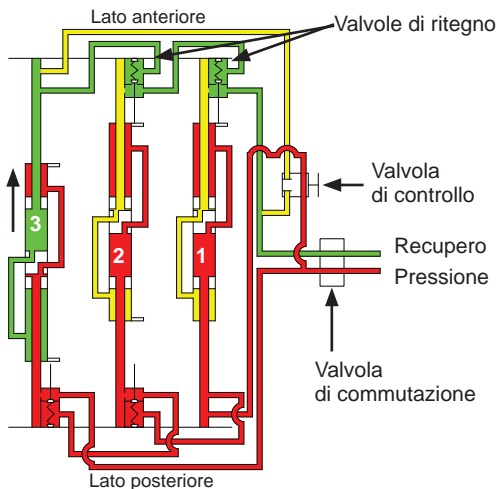 Lato anteriore
Valvole di ritegno
Valvola
di controllo
3
2
1
Recupero
Pressione
Valvola
di commutazione
Lato posteriore